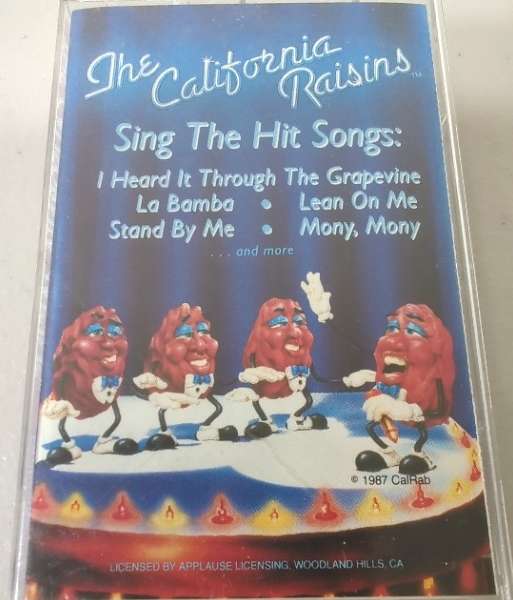 The California
Raisins™
Sing The Hit Songs:
I Heard It Through The Grapevine
La Bamba • Lean On Me
Stand By Me • Mony, Mony
. . . and more
© 1987 CalRab
LICENSED BY APPLAUSE LICENSING, WOODLAND HILLS, CA